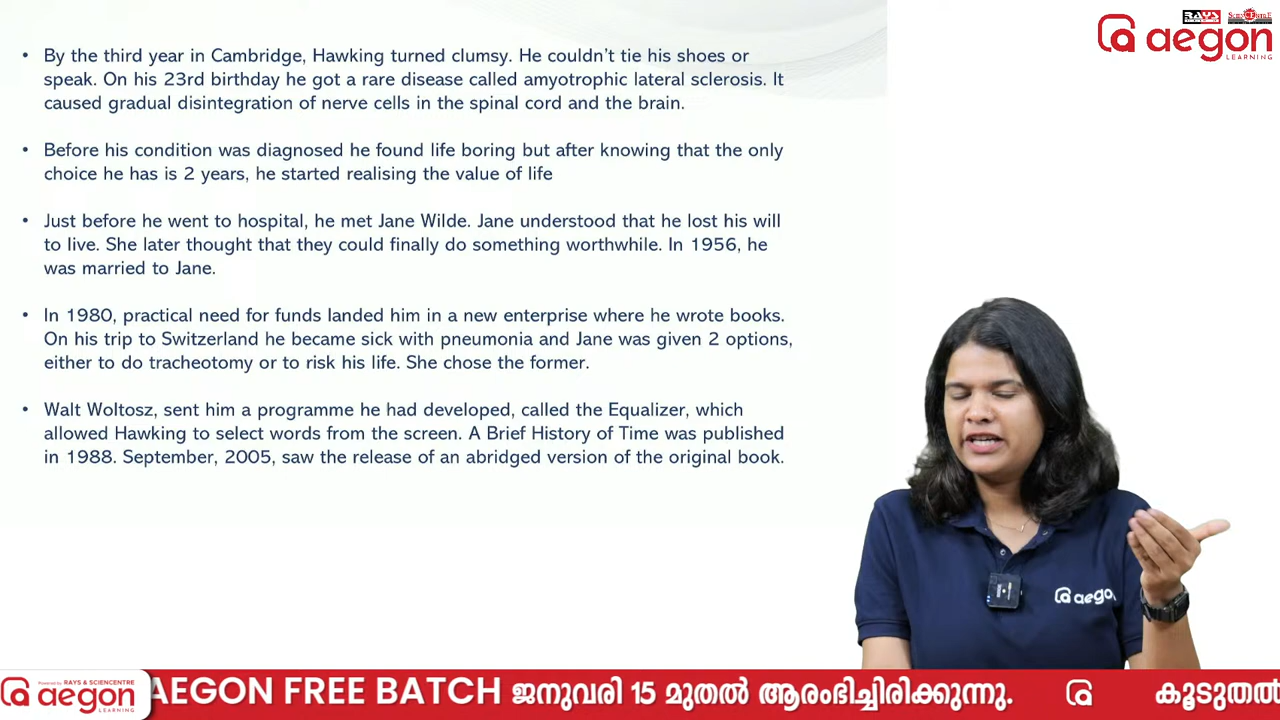 RAYS
aegon
LEARNING
• By the third year in Cambridge, Hawking turned clumsy. He couldn't tie his shoes or
speak. On his 23rd birthday he got a rare disease called amyotrophic lateral sclerosis. It
caused gradual disintegration of nerve cells in the spinal cord and the brain.
• Before his condition was diagnosed he found life boring but after knowing that the only
choice he has is 2 years, he started realising the value of life
• Just before he went to hospital, he met Jane Wilde. Jane understood that he lost his will
to live. She later thought that they could finally do something worthwhile. In 1956, he
was married to Jane.
• In 1980, practical need for funds landed him in a new enterprise where he wrote books.
On his trip to Switzerland he became sick with pneumonia and Jane was given 2 options,
either to do tracheotomy or to risk his life. She chose the former.
• Walt Woltosz, sent him a programme he had developed, called the Equalizer, which
allowed Hawking to select words from the screen. A Brief History of Time was published
in 1988. September, 2005, saw the release of an abridged version of the original book.
aegon
Powered by RAYS & SCIENCENTRE
aegon
LEARNING
AEGON FREE BATCH ജനുവരി 15 മുതൽ ആരംഭിച്ചിരിക്കുന്നു. കൂടുതൽ